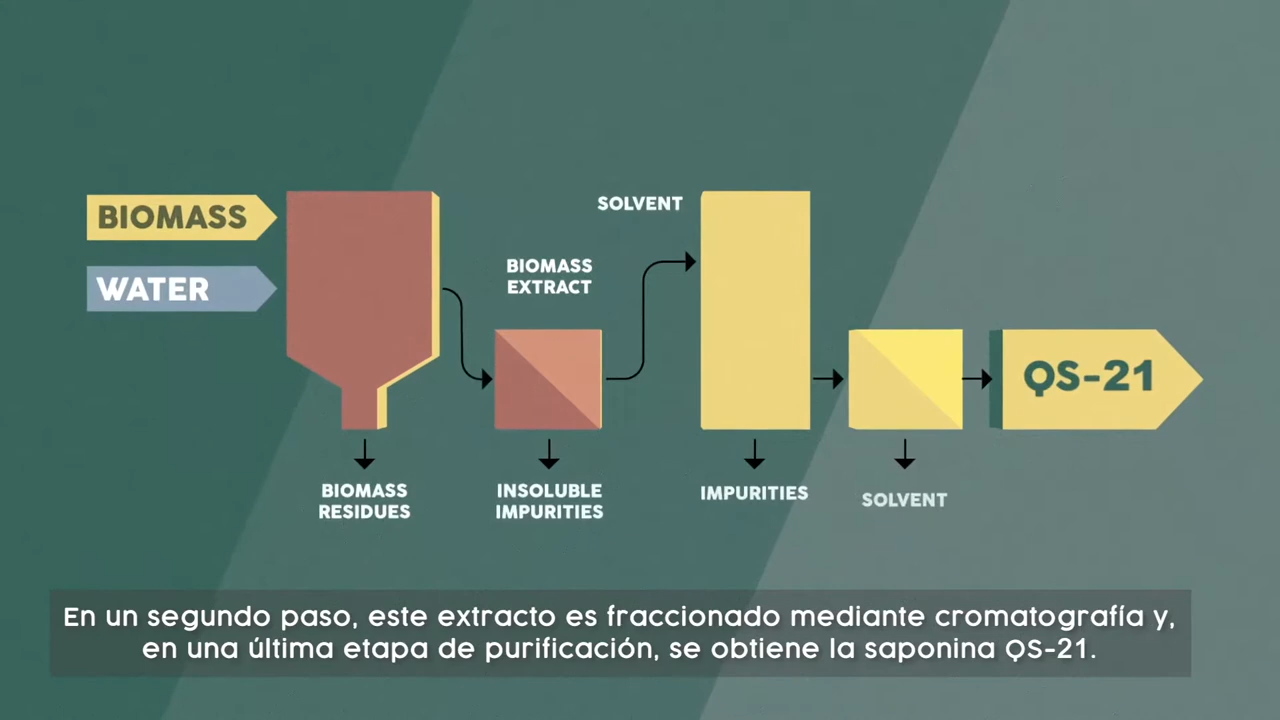 BIOMASS
WATER
BIOMASS
RESIDUES
BIOMASS
EXTRACT
INSOLUBLE
IMPURITIES
SOLVENT
IMPURITIES
SOLVENT
QS-21
En un segundo paso, este extracto es fraccionado mediante cromatografía y,
en una última etapa de purificación, se obtiene la saponina QS-21.